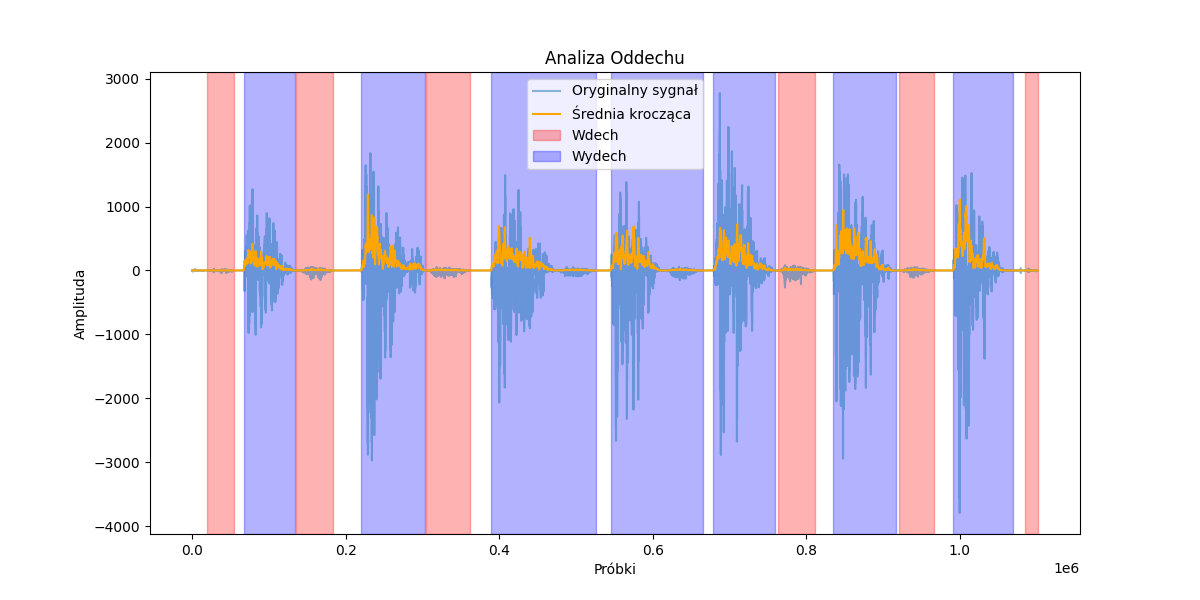 Analiza Oddechu
Oryginalny sygnał
Średnia krocząca
Wdech
Wydech
3000
2000
1000
0
−1000
−2000
−3000
−4000
Amplituda
0.0 0.2 0.4 0.6 0.8 1.0
1e6
Próbki